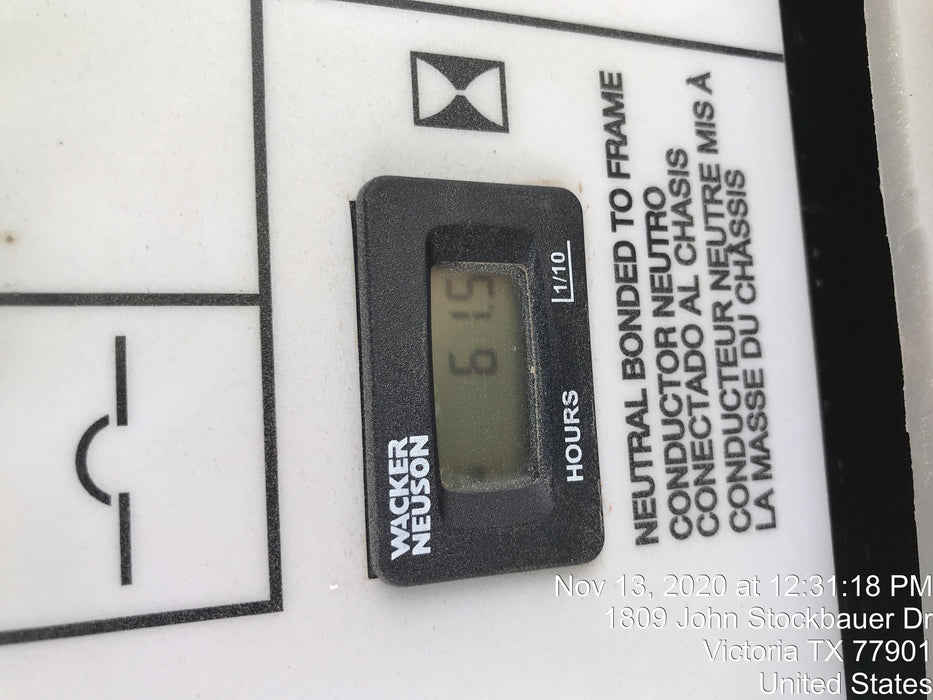 WACKER
NEUSON
611.5
HOURS
1/10
NEUTRAL BONDED TO FRAME
CONDUCTOR NEUTRO
CONECTADO AL CHASIS
CONDUCTEUR NEUTRE MIS À
LA MASSE DU CHÂSSIS
Nov 13, 2020 at 12:31:18 PM
1809 John Stockbauer Dr
Victoria TX 77901
United States